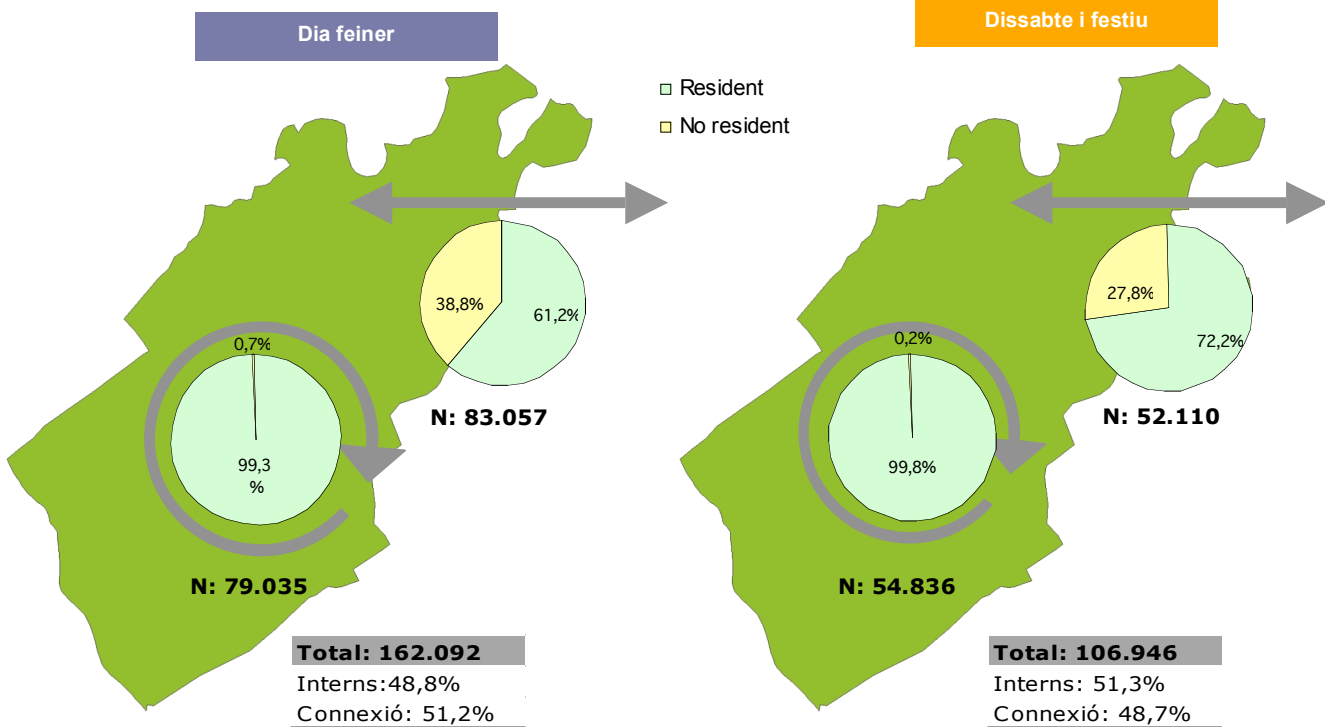 Dia feiner
Dissabte i festiu
Resident
No resident
38,8%
61,2%
0,7%
99,3
%
N: 83.057
N: 79.035
Total: 162.092
Interns:48,8%
Connexió: 51,2%
27,8%
72,2%
0,2%
99,8%
N: 52.110
N: 54.836
Total: 106.946
Interns: 51,3%
Connexió: 48,7%